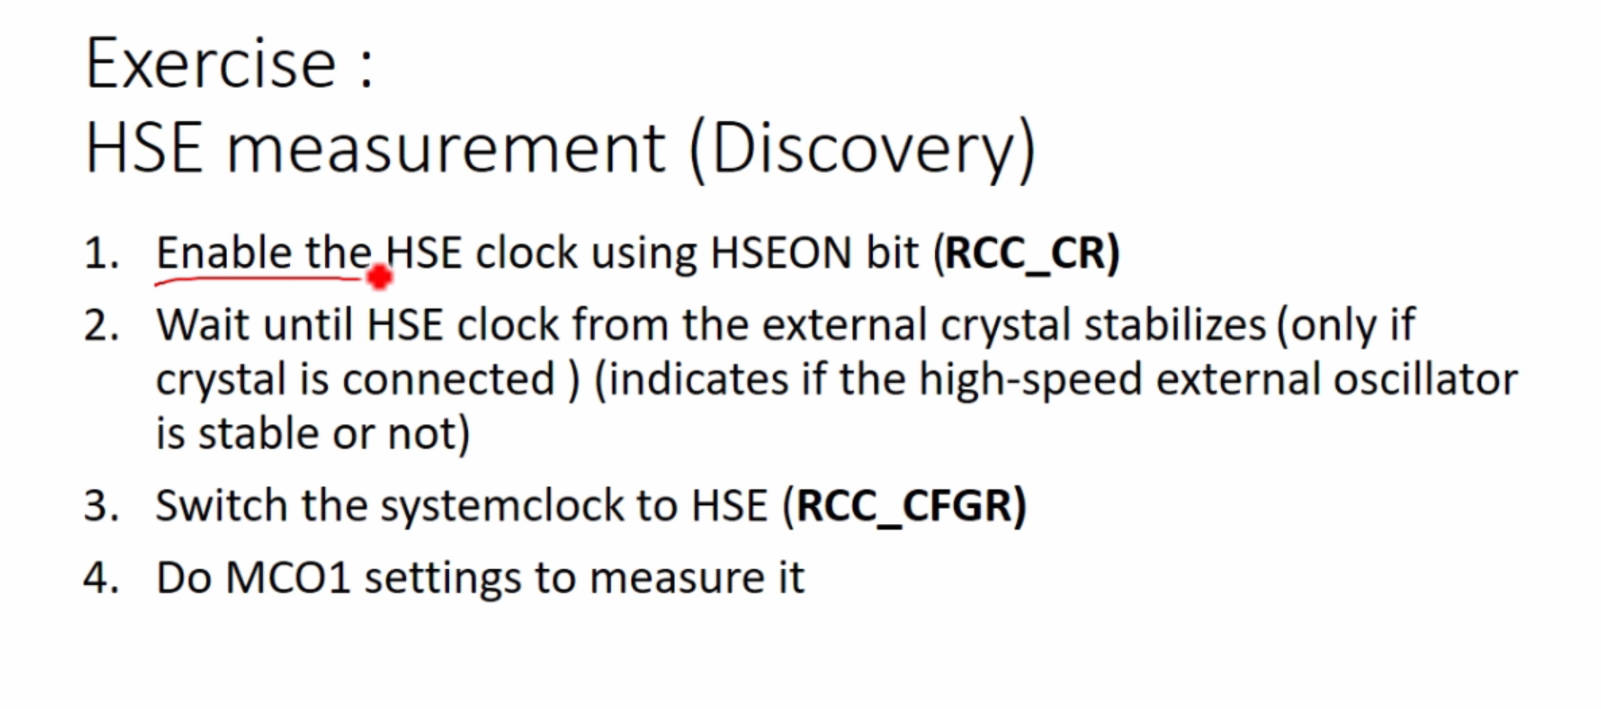 Exercise :
HSE measurement (Discovery)
1. Enable the HSE clock using HSEON bit (RCC_CR)
2. Wait until HSE clock from the external crystal stabilizes (only if
crystal is connected ) (indicates if the high-speed external oscillator
is stable or not)
3. Switch the systemclock to HSE (RCC_CFGR)
4. Do MCO1 settings to measure it